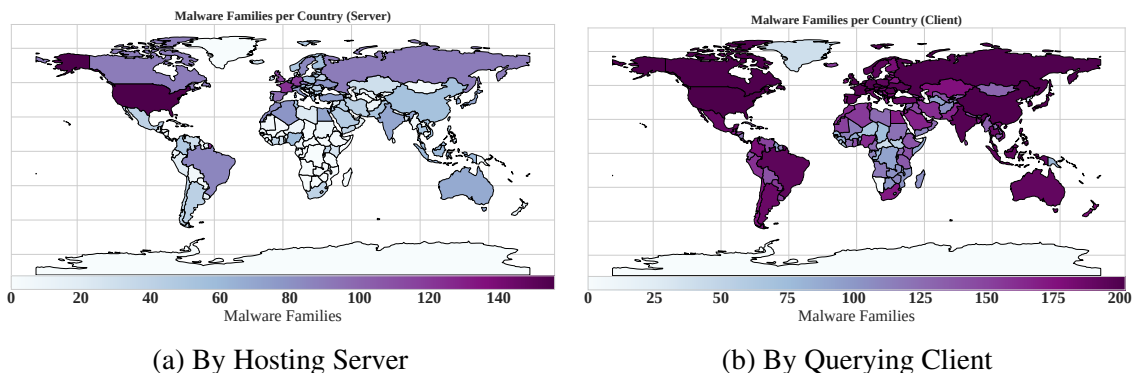 Malware Families per Country (Server)
0 20 40 60 80 100 120 140
Malware Families
(a) By Hosting Server
Malware Families per Country (Client)
0 25 50 75 100 125 150 175 200
Malware Families
(b) By Querying Client